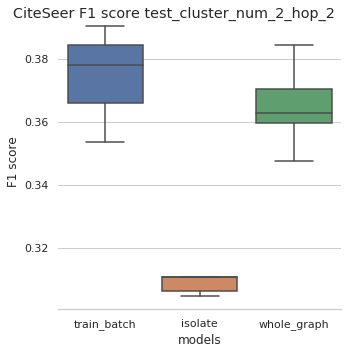 CiteSeer F1 score test_cluster_num_2_hop_2
0.38
0.36
0.34
0.32
F1 score
train_batch isolate whole_graph
models